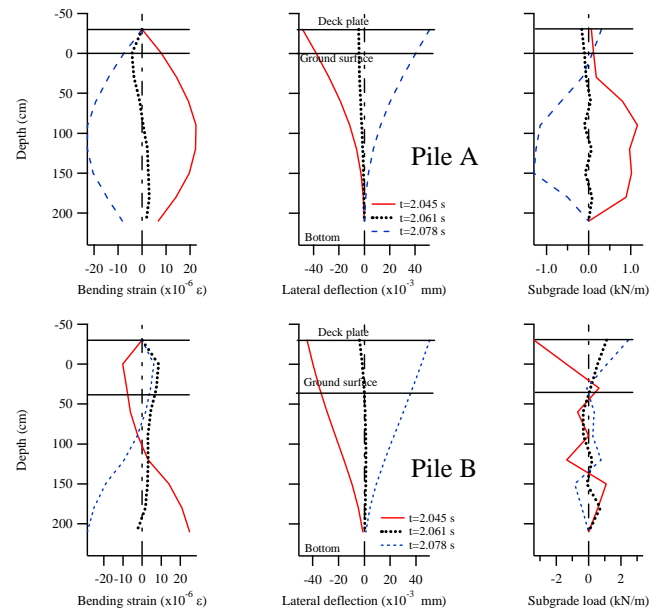 -50
0
50
100
150
200
Depth (cm)
-20
-10
0
10
20
Bending strain (x10^-6 ε)
Deck plate
Ground surface
Pile A
t=2.045 s
t=2.061 s
t=2.078 s
Bottom
-40
-20
0
20
40
Lateral deflection (x10^-3 mm)
-1.0
0.0
1.0
Subgrade load (kN/m)
-50
0
50
100
150
200
Depth (cm)
-20
-10
0
10
20
Bending strain (x10^-6 ε)
Deck plate
Ground surface
Pile B
t=2.045 s
t=2.061 s
t=2.078 s
Bottom
-40
-20
0
20
40
Lateral deflection (x10^-3 mm)
-2
0
2
Subgrade load (kN/m)